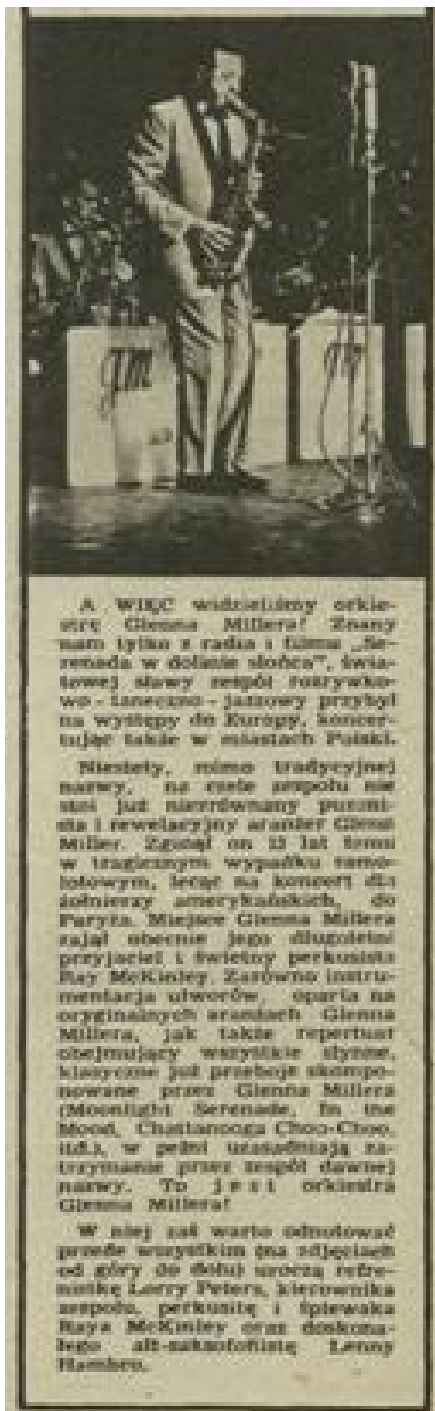 GM
GM
A WIĘC widzieliśmy orkie-
strę Glenna Millera! Znany
nam tylko z radia i filmu „Se-
renada w dolinie słońca”, świa-
towej sławy zespół rozrywko-
wo-taneczno-jazzowy przybył
na występy do Europy, koncer-
tując także w miastach Polski.
Niestety, mimo tradycyjnej
nazwy, na czele zespołu nie
stoi już niezrównany puzoni-
sta i rewelacyjny aranżer Glenn
Miller. Zginął on 13 lat temu
w tragicznym wypadku samo-
lotowym, lecąc na koncert dla
żołnierzy amerykańskich, do
Paryża. Miejsce Glenna Millera
zajął obecnie jego długoletni
przyjaciel i świetny perkusista
Ray McKinley. Zarówno instru-
mentacja utworów, oparta na
oryginalnych aranżach Glenna
Millera, jak także repertuar
obejmujący wszystkie słynne,
klasyczne już przeboje skompo-
nowane przez Glenna Millera
(Moonlight Serenade, In the
Mood, Chattanooga Choo-Choo,
itd.), w pełni uzasadniają za-
trzymanie przez zespół dawnej
nazwy. To jest orkiestra
Glenna Millera!
W niej zaś warto odnotować
przede wszystkim (na zdjęciach
od góry do dołu) uroczą refre-
nistkę Lorry Peters, kierownika
zespołu, perkusitę i śpiewaka
Raya McKinley oraz doskona-
łego alt-saksofonistę Lenny
Hambro.